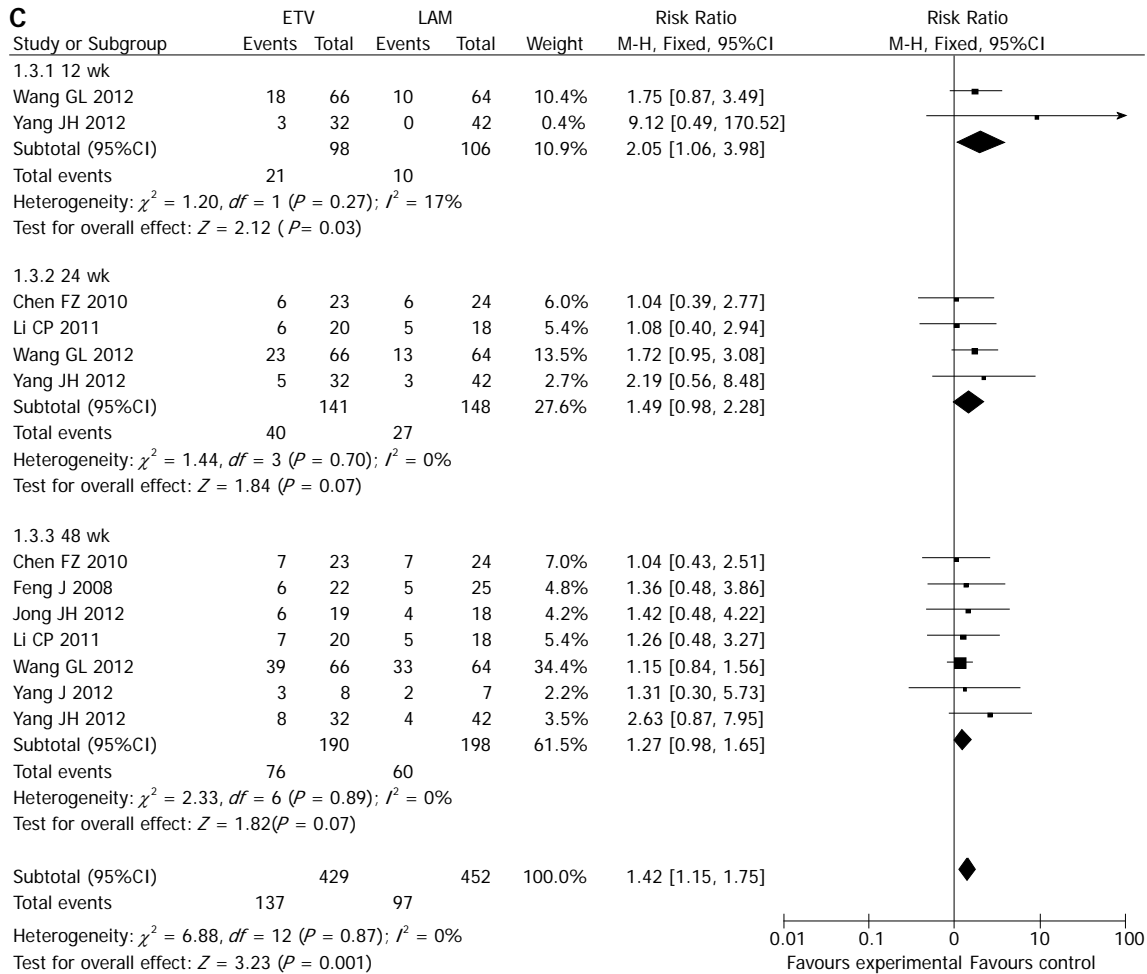 C ETV LAM Risk Ratio Risk Ratio
Study or Subgroup Events Total Events Total Weight M-H, Fixed, 95%CI M-H, Fixed, 95%CI
1.3.1 12 wk
Wang GL 2012 18 66 10 64 10.4% 1.75 [0.87, 3.49]
Yang JH 2012 3 32 0 42 0.4% 9.12 [0.49, 170.52]
Subtotal (95%CI) 98 106 10.9% 2.05 [1.06, 3.98]
Total events 21 10
Heterogeneity: χ² = 1.20, df = 1 (P = 0.27); I² = 17%
Test for overall effect: Z = 2.12 ( P= 0.03)
1.3.2 24 wk
Chen FZ 2010 6 23 6 24 6.0% 1.04 [0.39, 2.77]
Li CP 2011 6 20 5 18 5.4% 1.08 [0.40, 2.94]
Wang GL 2012 23 66 13 64 13.5% 1.72 [0.95, 3.08]
Yang JH 2012 5 32 3 42 2.7% 2.19 [0.56, 8.48]
Subtotal (95%CI) 141 148 27.6% 1.49 [0.98, 2.28]
Total events 40 27
Heterogeneity: χ² = 1.44, df = 3 (P = 0.70); I² = 0%
Test for overall effect: Z = 1.84 (P = 0.07)
1.3.3 48 wk
Chen FZ 2010 7 23 7 24 7.0% 1.04 [0.43, 2.51]
Feng J 2008 6 22 5 25 4.8% 1.36 [0.48, 3.86]
Jong JH 2012 6 19 4 18 4.2% 1.42 [0.48, 4.22]
Li CP 2011 7 20 5 18 5.4% 1.26 [0.48, 3.27]
Wang GL 2012 39 66 33 64 34.4% 1.15 [0.84, 1.56]
Yang J 2012 3 8 2 7 2.2% 1.31 [0.30, 5.73]
Yang JH 2012 8 32 4 42 3.5% 2.63 [0.87, 7.95]
Subtotal (95%CI) 190 198 61.5% 1.27 [0.98, 1.65]
Total events 76 60
Heterogeneity: χ² = 2.33, df = 6 (P = 0.89); I² = 0%
Test for overall effect: Z = 1.82(P = 0.07)
Subtotal (95%CI) 429 452 100.0% 1.42 [1.15, 1.75]
Total events 137 97
Heterogeneity: χ² = 6.88, df = 12 (P = 0.87); I² = 0%
Test for overall effect: Z = 3.23 (P = 0.001)
0.01 0.1 0 10 100
Favours experimental Favours control